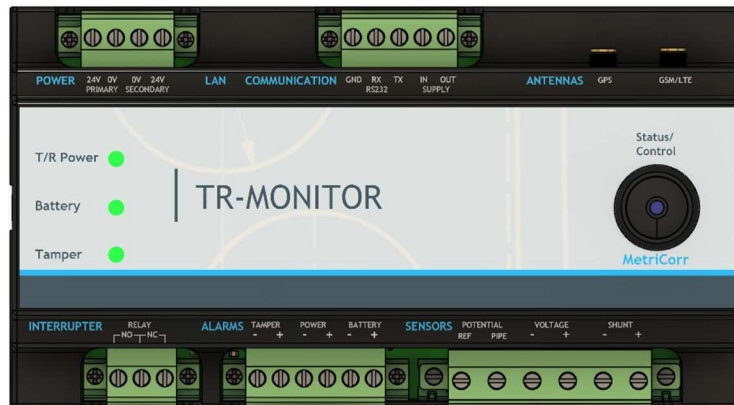 POWER 24V 0V 0V 24V LAN COMMUNICATION GND RX TX IN OUT ANTENNAS GPS GSM/LTE
PRIMARY SECONDARY RS232 SUPPLY
Status/
Control
T/R Power
Battery
TR-MONITOR
Tamper
MetriCorr
INTERRUPTER RELAY ALARMS TAMPER POWER BATTERY SENSORS POTENTIAL VOLTAGE SHUNT
NO NC - + - + - + REF PIPE - + - +